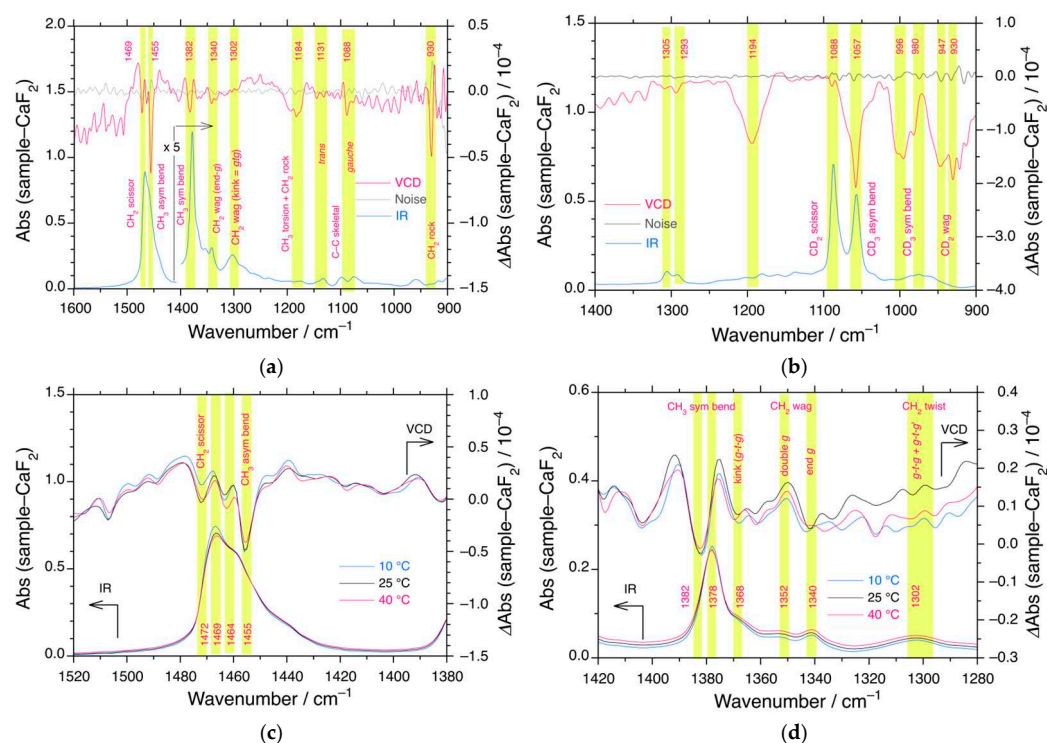 2.0
1.5
1.0
0.5
0.0
Abs (sample–CaF2)
0.5
0.0
−0.5
−1.0
−1.5
ΔAbs (sample–CaF2) / 10−4
1469
1455
1382
1340
1302
1184
1131
1088
930
x 5
CH2 scissor
CH3 asym bend
CH3 sym bend
CH2 wag (end-g)
CH2 wag (kink = gtg)
CH3 torsion + CH2 rock
trans
C–C skeletal
gauche
CH2 rock
VCD
Noise
IR
1600 1500 1400 1300 1200 1100 1000 900
Wavenumber / cm−1
(a)
1.5
1.0
0.5
0.0
Abs (sample–CaF2)
1.0
0.0
−1.0
−2.0
−3.0
−4.0
ΔAbs (sample–CaF2) / 10−4
1305
1293
1194
1088
1057
996
980
947
930
VCD
Noise
IR
CD2 scissor
CD3 asym bend
CD3 sym bend
CD2 wag
1400 1300 1200 1100 1000 900
Wavenumber / cm−1
(b)
1.5
1.0
0.5
0.0
Abs (sample–CaF2)
1.0
0.5
0.0
−0.5
−1.0
−1.5
ΔAbs (sample–CaF2) / 10−4
CH2 scissor
CH3 asym bend
VCD
IR
10 °C
25 °C
40 °C
1472
1469
1464
1455
1520 1500 1480 1460 1440 1420 1400 1380
Wavenumber / cm−1
(c)
0.6
0.4
0.2
0.0
Abs (sample–CaF2)
0.4
0.3
0.2
0.1
0.0
−0.1
−0.2
−0.3
ΔAbs (sample–CaF2) / 10−4
CH3 sym bend
CH2 wag
CH2 twist
kink (g-t-g)
double g
end g
g-t-g + g-t-g'
VCD
IR
10 °C
25 °C
40 °C
1382
1378
1368
1352
1340
1302
1420 1400 1380 1360 1340 1320 1300 1280
Wavenumber / cm−1
(d)